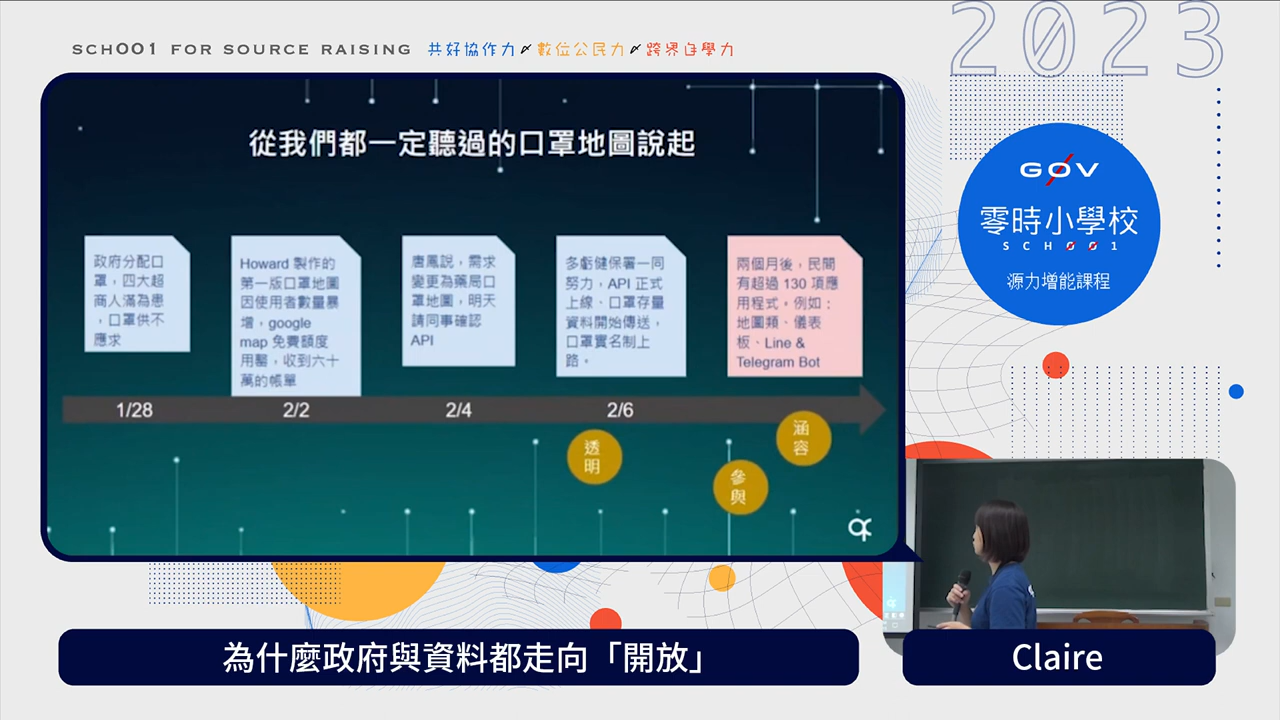 SCH001 FOR SOURCE RAISING 共好協作力 數位公民力 跨界自學力
2023
從我們都一定聽過的口罩地圖說起
政府分配口
罩，四大超
商人滿為患
，口罩供不
應求
Howard 製作的
第一版口罩地圖
因使用者數量暴
增，google
map 免費額度
用罄，收到六十
萬的帳單
唐鳳說，需求
變更為藥局口
罩地圖，明天
請同事確認
API
多虧健保署一同
努力，API 正式
上線、口罩存量
資料開始傳送，
口罩實名制上
路。
兩個月後，民間
有超過 130 項應
用程式。例如：
地圖類、儀表
板、Line &
Telegram Bot
1/28
2/2
2/4
2/6
透
明
參
與
涵
容
G0V
零時小學校
SCH001
源力增能課程
為什麼政府與資料都走向「開放」
Claire